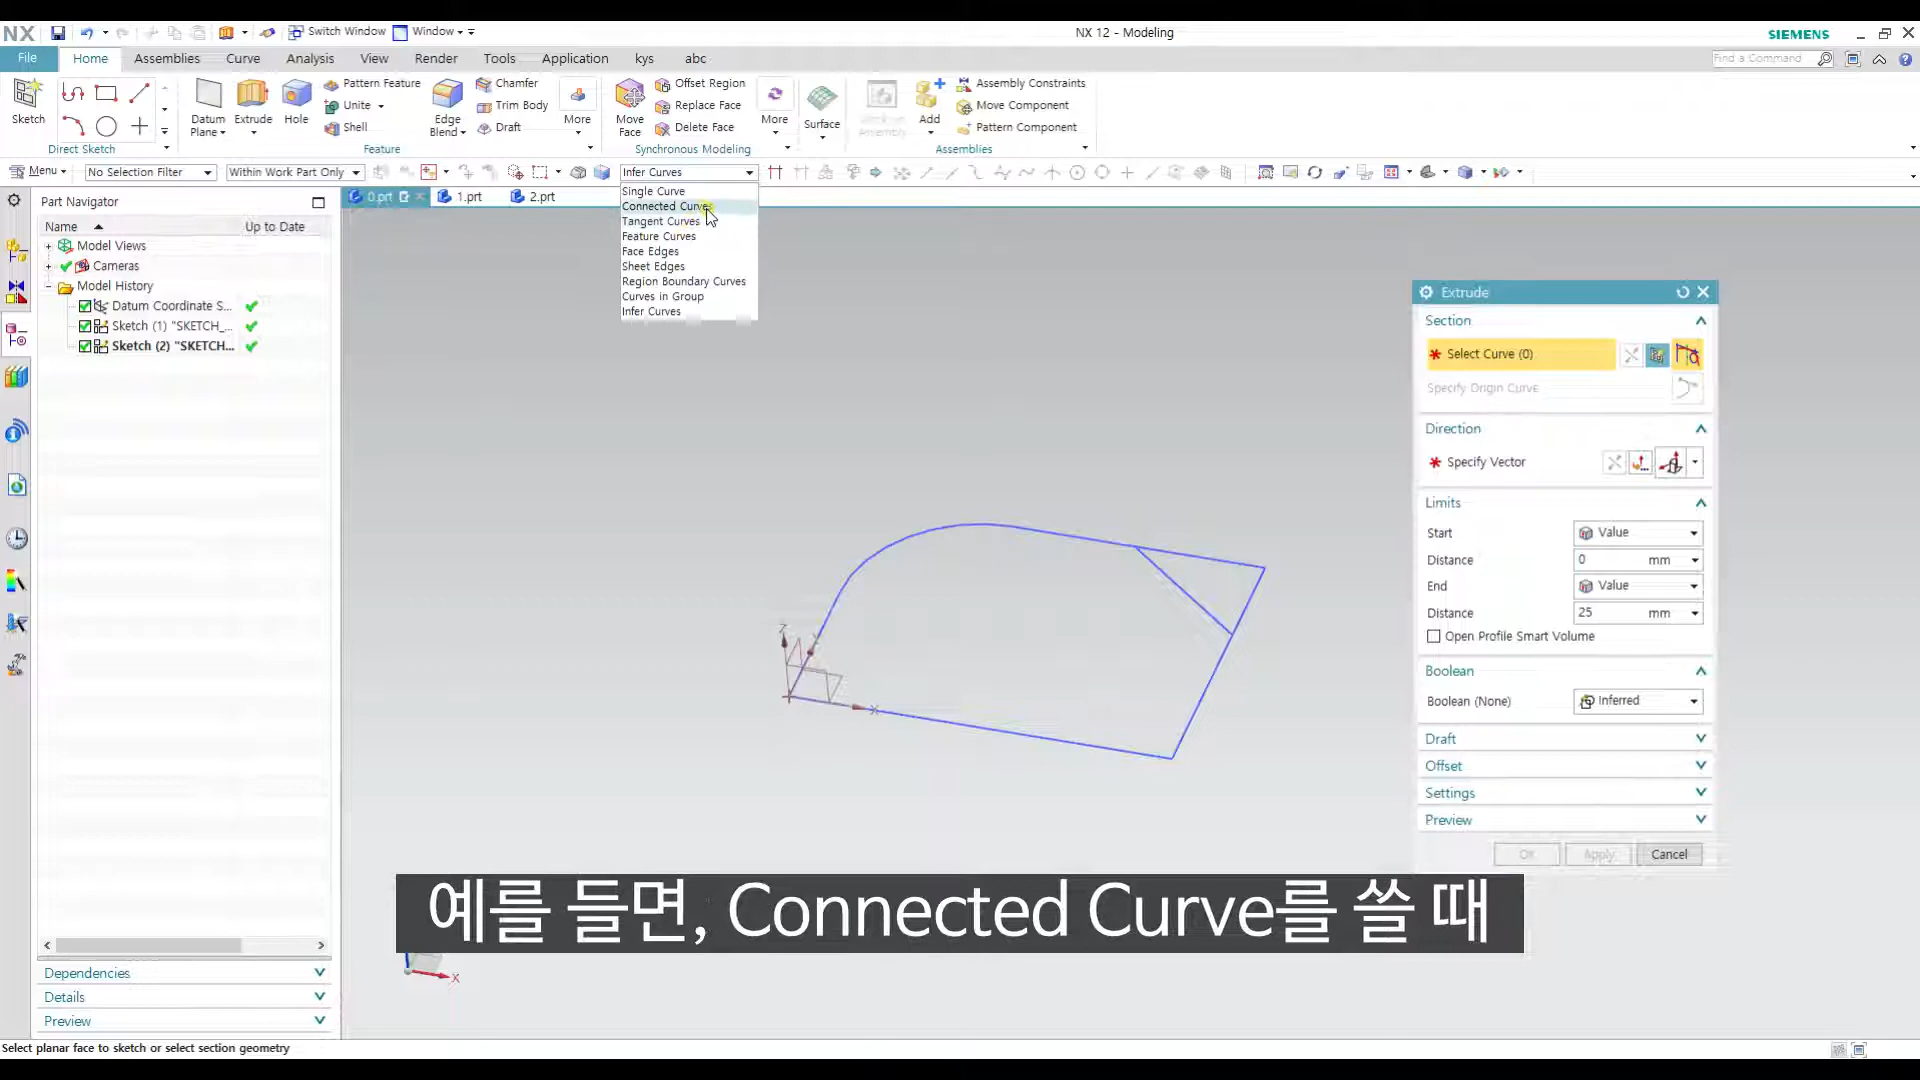 NX
Switch Window
Window
NX 12 - Modeling
SIEMENS
File
Home
Assemblies
Curve
Analysis
View
Render
Tools
Application
kys
abc
Find a Command
Sketch
Direct Sketch
Datum
Plane
Extrude
Hole
Pattern Feature
Unite
Shell
Edge
Blend
Chamfer
Trim Body
Draft
More
Feature
Move
Face
Offset Region
Replace Face
Delete Face
More
Synchronous Modeling
Surface
Add
Assembly Constraints
Move Component
Pattern Component
Assemblies
Menu
No Selection Filter
Within Work Part Only
Infer Curves
Single Curve
Connected Curves
Tangent Curves
Feature Curves
Face Edges
Sheet Edges
Region Boundary Curves
Curves in Group
Infer Curves
0.prt
1.prt
2.prt
Part Navigator
Name
Up to Date
Model Views
Cameras
Model History
Datum Coordinate S...
Sketch (1) "SKETCH_...
Sketch (2) "SKETCH...
Dependencies
Details
Preview
Z
X
X
Extrude
Section
Select Curve (0)
Specify Origin Curve
Direction
Specify Vector
Limits
Start
Value
Distance
0 mm
End
Value
Distance
25 mm
Open Profile Smart Volume
Boolean
Boolean (None)
Inferred
Draft
Offset
Settings
Preview
OK
Apply
Cancel
예를 들면, Connected Curve를 쓸 때
Select planar face to sketch or select section geometry